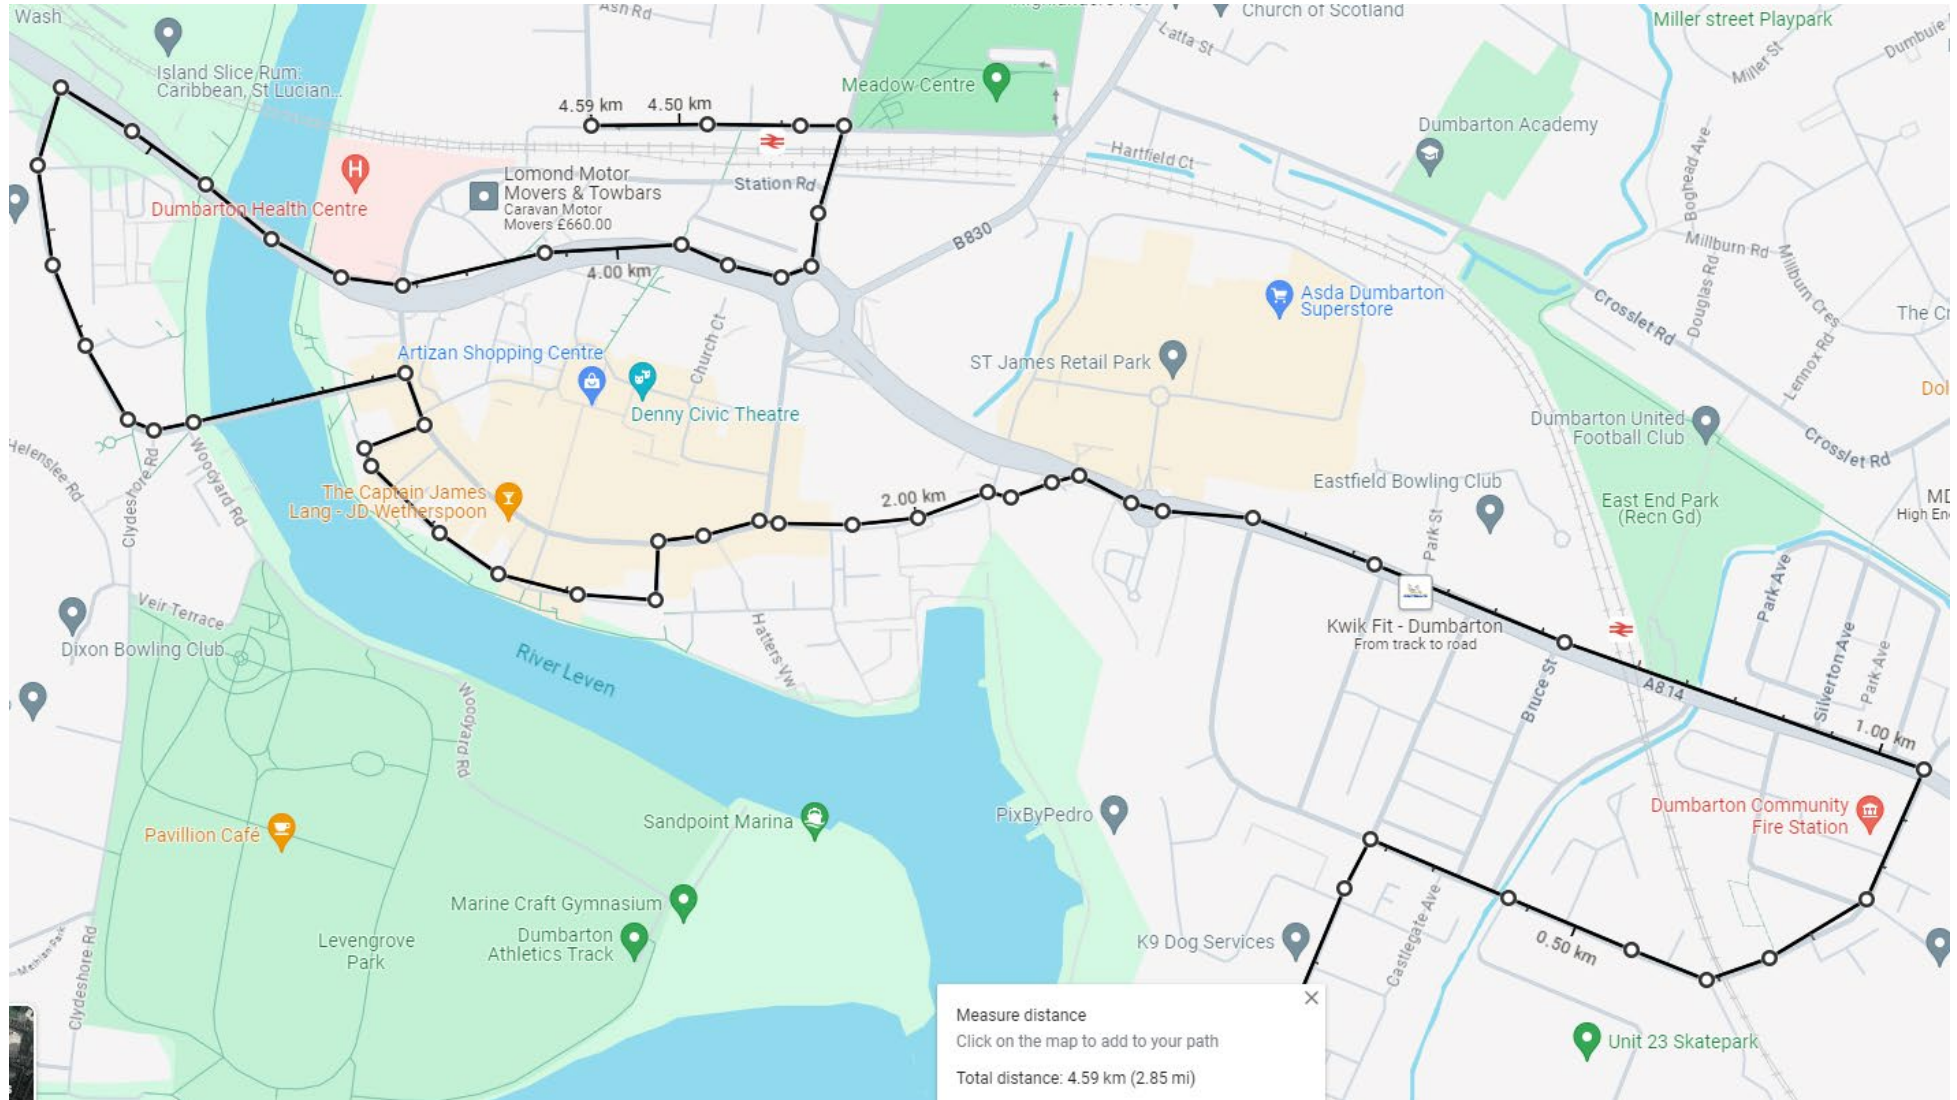 Wash
Ash Rd
Church of Scotland
Miller street Playpark
Latta St
Miller St
Island Slice Rum:
Caribbean, St Lucian...
Meadow Centre
4.59 km
4.50 km
Dumbarton Academy
Hartfield Ct
Boghead Ave
Lomond Motor
Movers & Towbars
Caravan Motor
Movers £660.00
Station Rd
Dumbarton Health Centre
B830
Millburn Rd
Douglas Rd
Millburn Cres
4.00 km
Asda Dumbarton
Superstore
Crosslet Rd
Lennox Rd
Artizan Shopping Centre
Church Ct
ST James Retail Park
Denny Civic Theatre
Dumbarton United
Football Club
Crosslet Rd
Helenslee Rd
Clydeshore Rd
Woodyard Rd
The Captain James
Lang - JD Wetherspoon
2.00 km
Eastfield Bowling Club
East End Park
(Recn Gd)
High En
Park St
Park Ave
Veir Terrace
Dixon Bowling Club
River Leven
Hatters Vw
Kwik Fit - Dumbarton
From track to road
A814
Bruce St
Silverton Ave
Park Ave
1.00 km
Woodyard Rd
Sandpoint Marina
PixByPedro
Dumbarton Community
Fire Station
Pavillion Café
Marine Craft Gymnasium
Dumbarton
Athletics Track
Levengrove
Park
Clydeshore Rd
K9 Dog Services
Castlegate Ave
0.50 km
Unit 23 Skatepark
Measure distance
Click on the map to add to your path
Total distance: 4.59 km (2.85 mi)